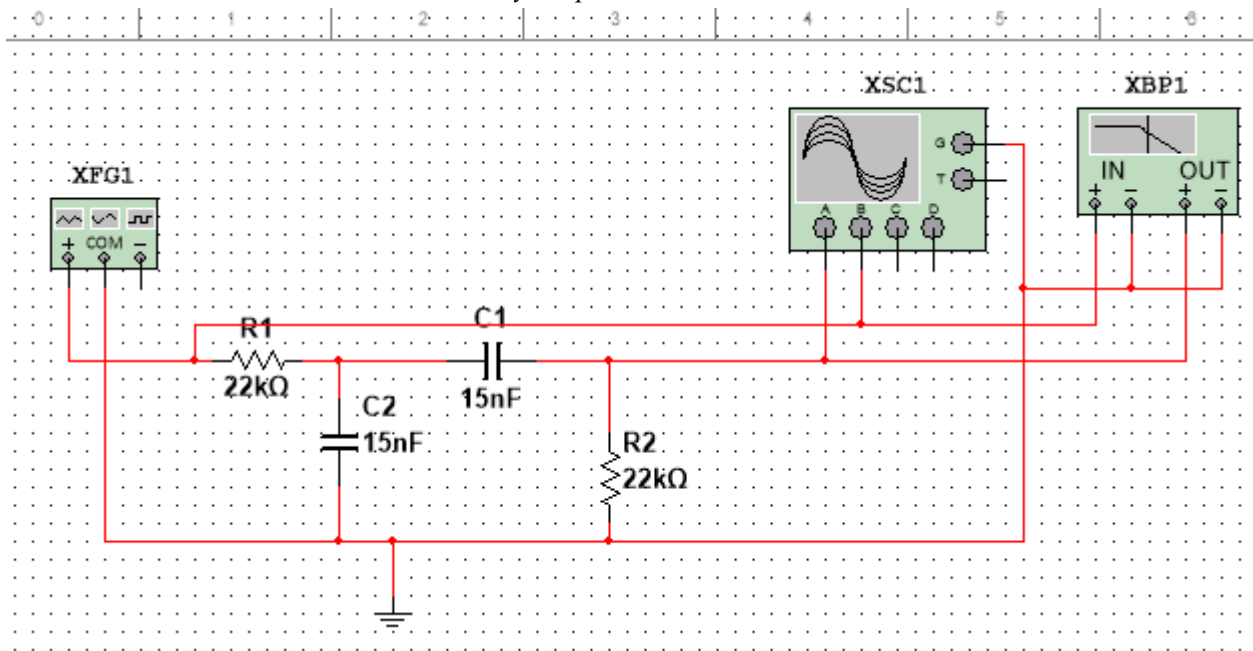 0 1 2 3 4 5 6
XSC1
XBP1
G
T
IN OUT
+ − + −
A B C D
XFG1
+ COM −
R1
22kΩ
C1
15nF
C2
15nF
R2
22kΩ